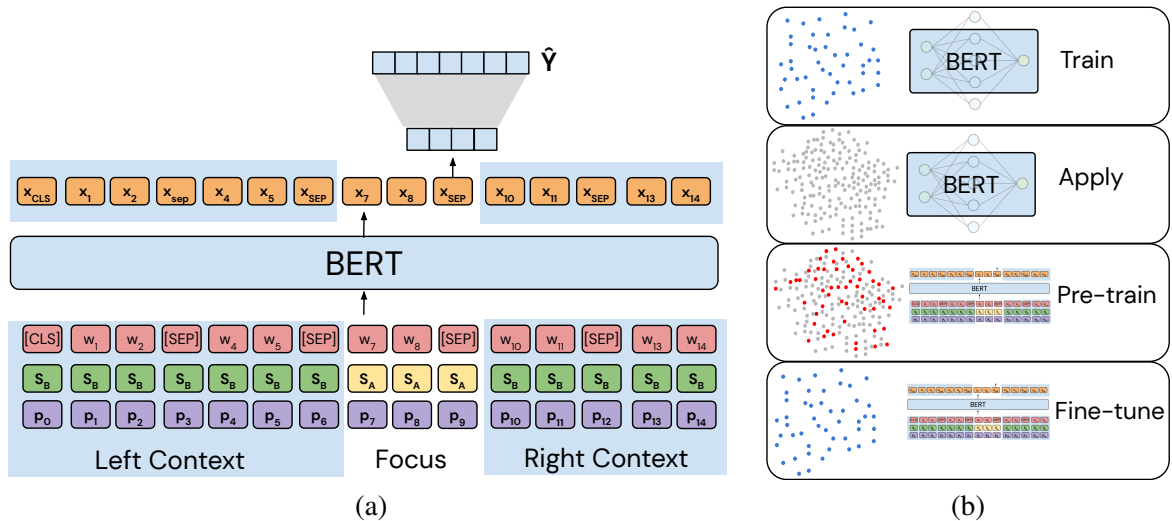 Ŷ
x_CLS x_1 x_2 x_sep x_4 x_5 x_SEP x_7 x_8 x_SEP x_10 x_11 x_SEP x_13 x_14
BERT
[CLS] w_1 w_2 [SEP] w_4 w_5 [SEP] w_7 w_8 [SEP] w_10 w_11 [SEP] w_13 w_14
S_B S_B S_B S_B S_B S_B S_B S_A S_A S_A S_B S_B S_B S_B S_B
p_0 p_1 p_2 p_3 p_4 p_5 p_6 p_7 p_8 p_9 p_10 p_11 p_12 p_13 p_14
Left Context Focus Right Context
(a)
BERT Train
BERT Apply
BERT
Pre-train
BERT
Fine-tune
(b)